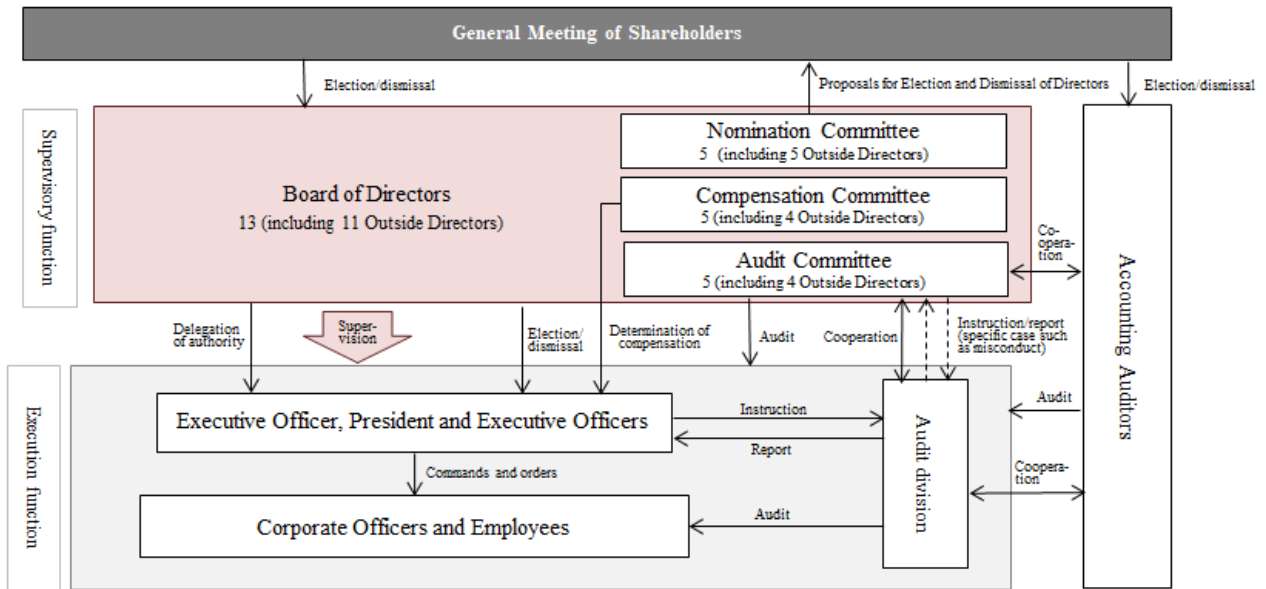 General Meeting of Shareholders
Election/dismissal
Proposals for Election and Dismissal of Directors
Election/dismissal
Supervisory function
Board of Directors
13 (including 11 Outside Directors)
Nomination Committee
5 (including 5 Outside Directors)
Compensation Committee
5 (including 4 Outside Directors)
Audit Committee
5 (including 4 Outside Directors)
Co-
opera-
tion
Accounting Auditors
Delegation
of authority
Super-
vision
Election/
dismissal
Determination of
compensation
Audit
Cooperation
Instruction/report
(specific case such
as misconduct)
Execution function
Executive Officer, President and Executive Officers
Instruction
Report
Audit division
Audit
Commands and orders
Coopera-
tion
Corporate Officers and Employees
Audit